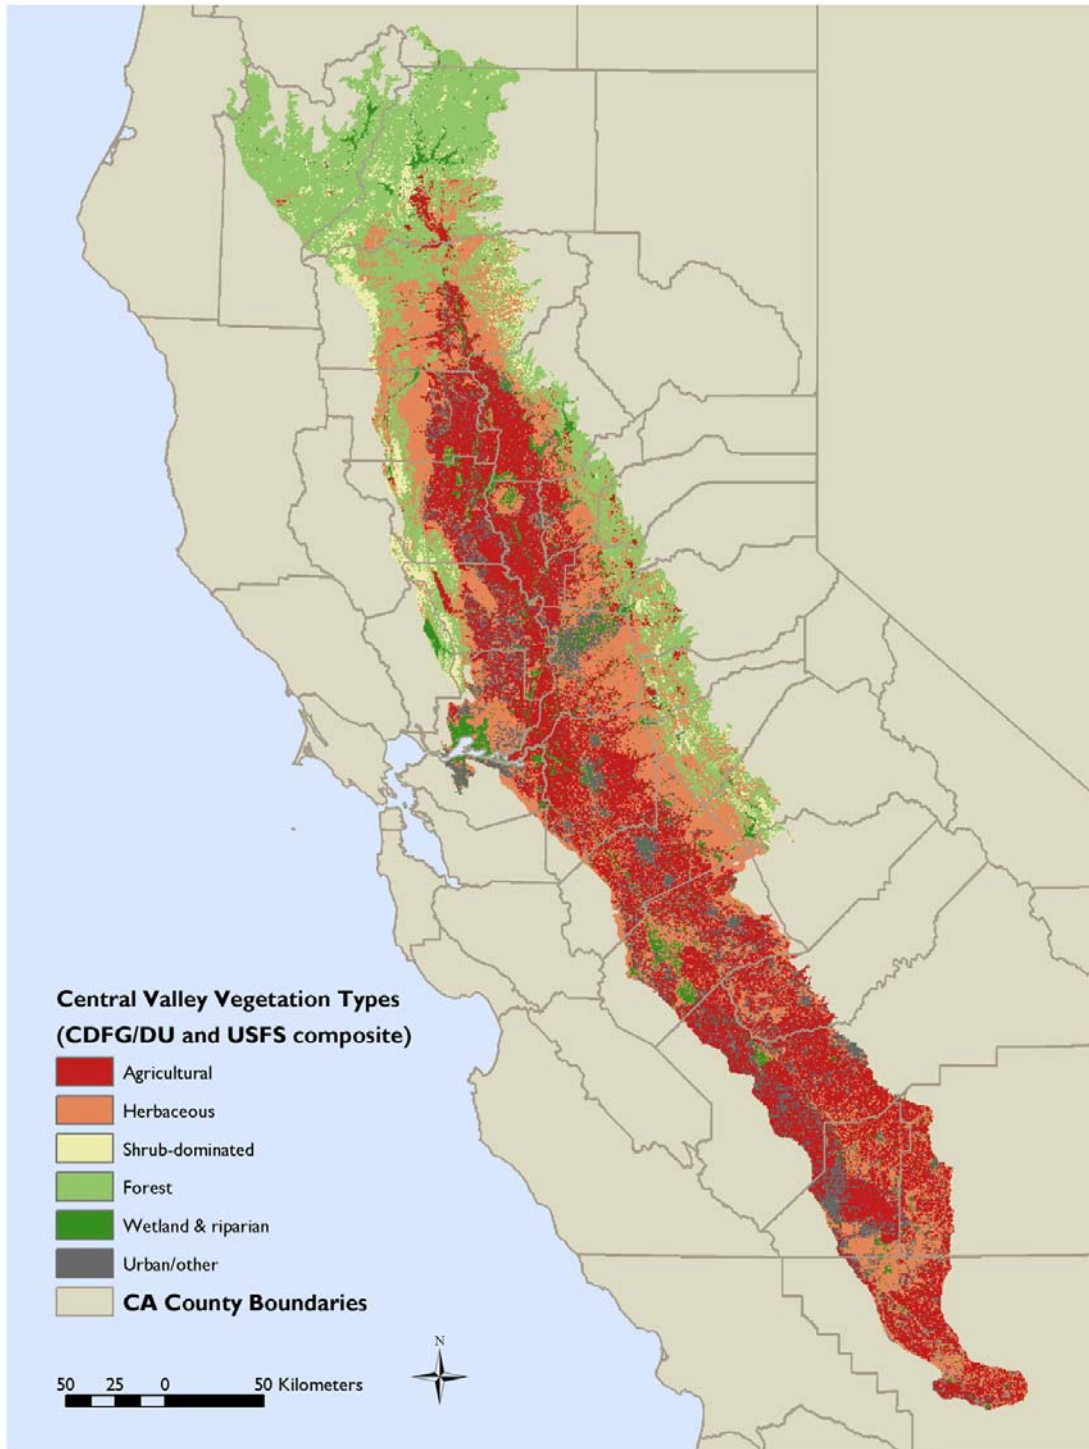 Central Valley Vegetation Types
(CDFG/DU and USFS composite)
Agricultural
Herbaceous
Shrub-dominated
Forest
Wetland & riparian
Urban/other
CA County Boundaries
N
50 25 0 50 Kilometers